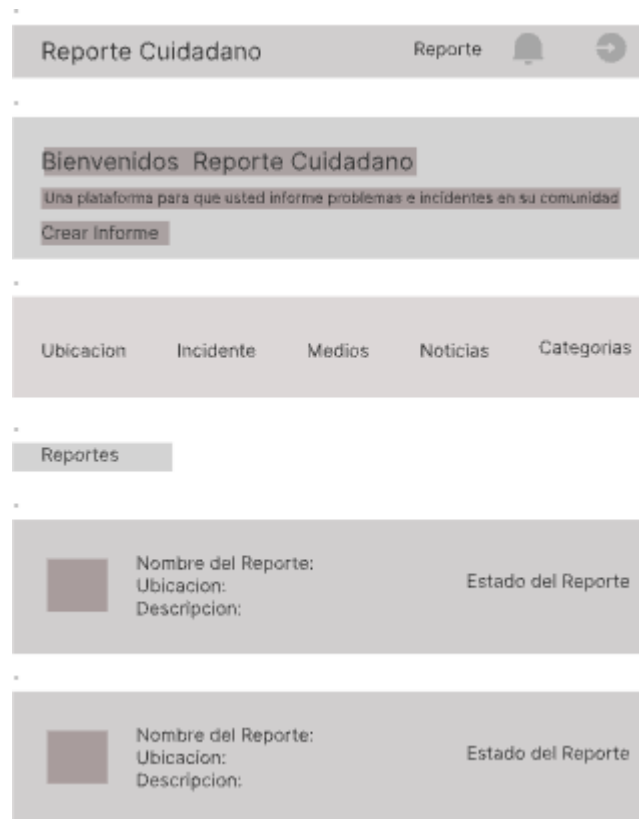 Reporte Cuidadano Reporte
Bienvenidos Reporte Cuidadano
Una plataforma para que usted informe problemas e incidentes en su comunidad
Crear Informe
Ubicacion Incidente Medios Noticias Categorias
Reportes
Nombre del Reporte:
Ubicacion:
Descripcion:
Estado del Reporte
Nombre del Reporte:
Ubicacion:
Descripcion:
Estado del Reporte